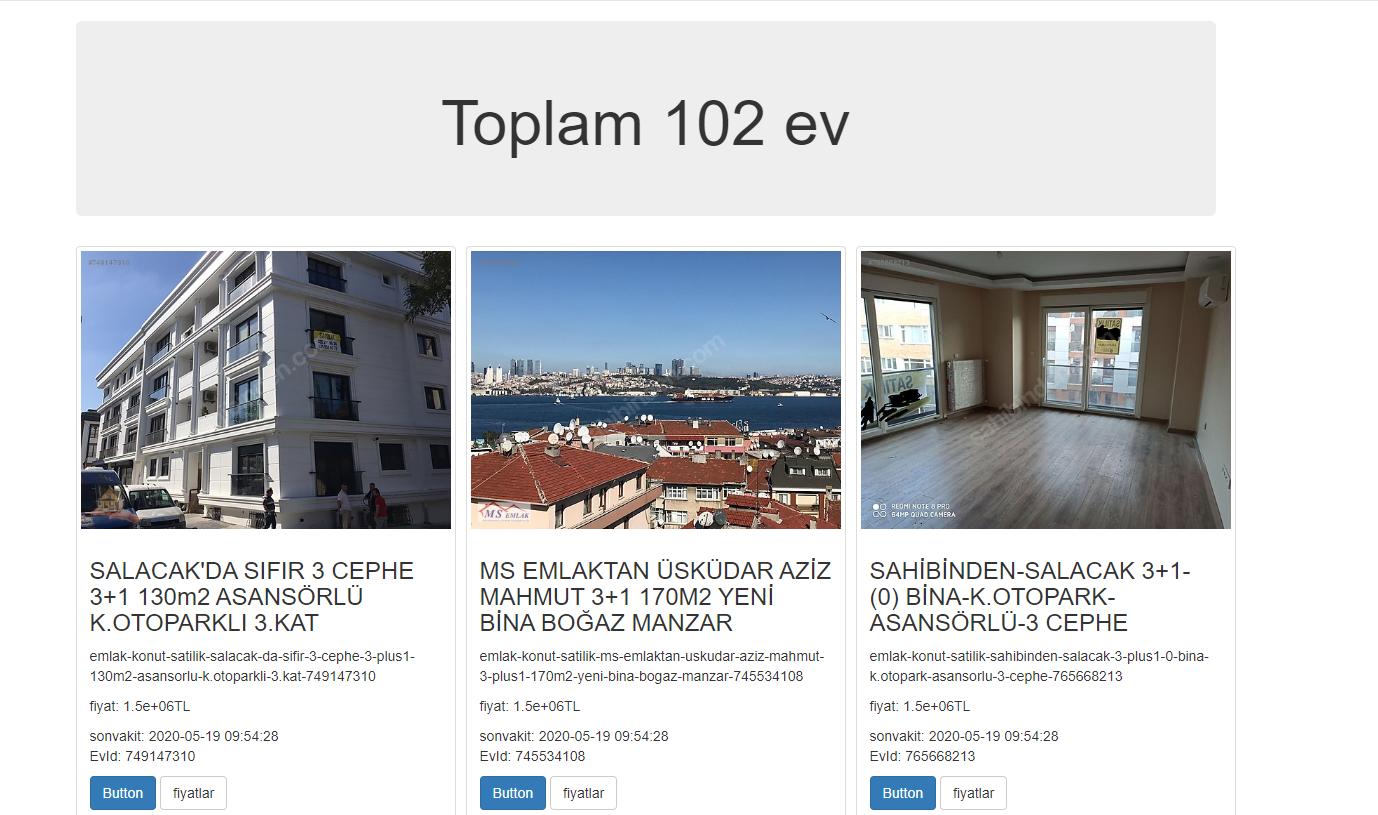 Toplam 102 ev
#749147310
#765668213
SATILIK
MS EMLAK
REDMI NOTE 8 PRO
64MP QUAD CAMERA
SALACAK'DA SIFIR 3 CEPHE
3+1 130m2 ASANSÖRLÜ
K.OTOPARKLI 3.KAT
emlak-konut-satilik-salacak-da-sifir-3-cephe-3-plus1-
130m2-asansorlu-k.otoparkli-3.kat-749147310
fiyat: 1.5e+06TL
sonvakit: 2020-05-19 09:54:28
EvId: 749147310
Button fiyatlar
MS EMLAKTAN ÜSKÜDAR AZİZ
MAHMUT 3+1 170M2 YENİ
BİNA BOĞAZ MANZAR
emlak-konut-satilik-ms-emlaktan-uskudar-aziz-mahmut-
3-plus1-170m2-yeni-bina-bogaz-manzar-745534108
fiyat: 1.5e+06TL
sonvakit: 2020-05-19 09:54:28
EvId: 745534108
Button fiyatlar
SAHİBİNDEN-SALACAK 3+1-
(0) BİNA-K.OTOPARK-
ASANSÖRLÜ-3 CEPHE
emlak-konut-satilik-sahibinden-salacak-3-plus1-0-bina-
k.otopark-asansorlu-3-cephe-765668213
fiyat: 1.5e+06TL
sonvakit: 2020-05-19 09:54:28
EvId: 765668213
Button fiyatlar